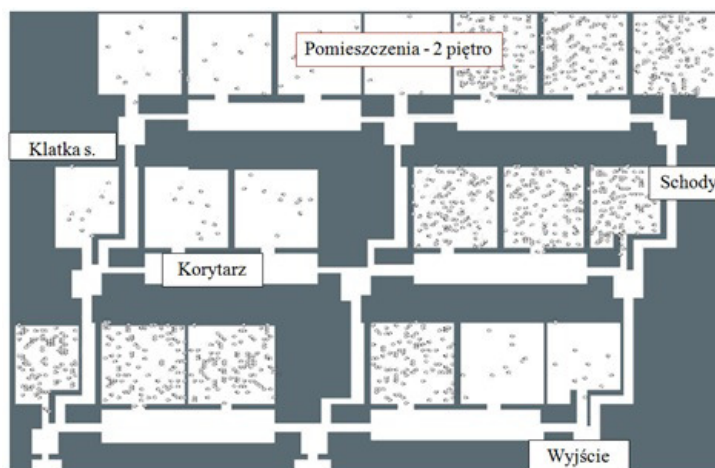 Pomieszczenia - 2 piętro
Klatka s.
Schody
Korytarz
Wyjście